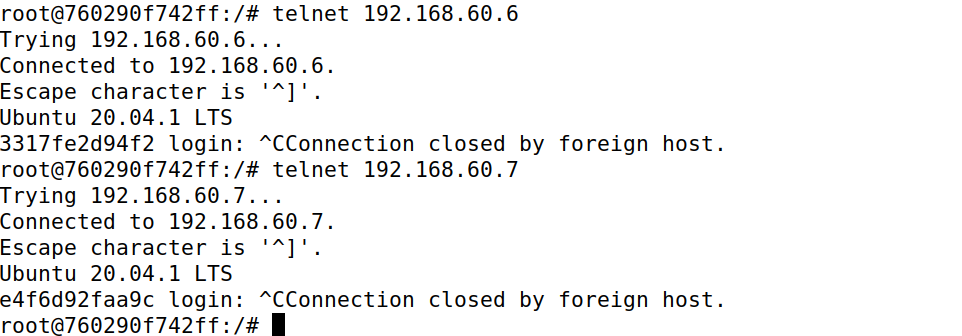 root@760290f742ff:/# telnet 192.168.60.6
Trying 192.168.60.6...
Connected to 192.168.60.6.
Escape character is '^]'.
Ubuntu 20.04.1 LTS
3317fe2d94f2 login: ^CConnection closed by foreign host.
root@760290f742ff:/# telnet 192.168.60.7
Trying 192.168.60.7...
Connected to 192.168.60.7.
Escape character is '^]'.
Ubuntu 20.04.1 LTS
e4f6d92faa9c login: ^CConnection closed by foreign host.
root@760290f742ff:/#